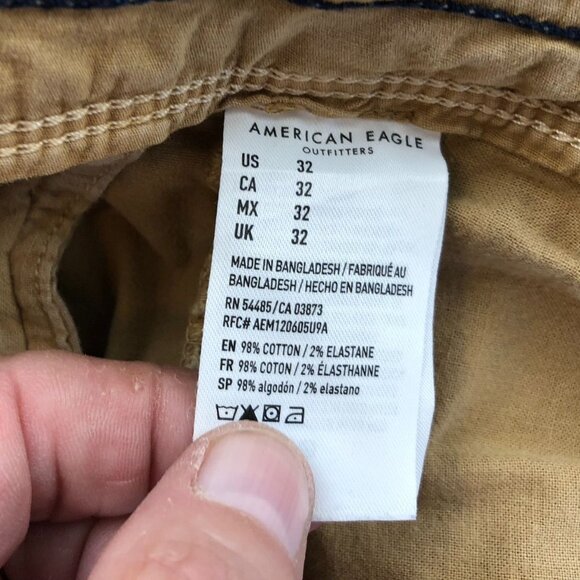 AMERICAN EAGLE
OUTFITTERS
US 32
CA 32
MX 32
UK 32
MADE IN BANGLADESH / FABRIQUÉ AU
BANGLADESH / HECHO EN BANGLADESH
RN 54485/CA 03873
RFC# AEM120605U9A
EN 98% COTTON / 2% ELASTANE
FR 98% COTON / 2% ÉLASTHANNE
SP 98% algodón / 2% elastano